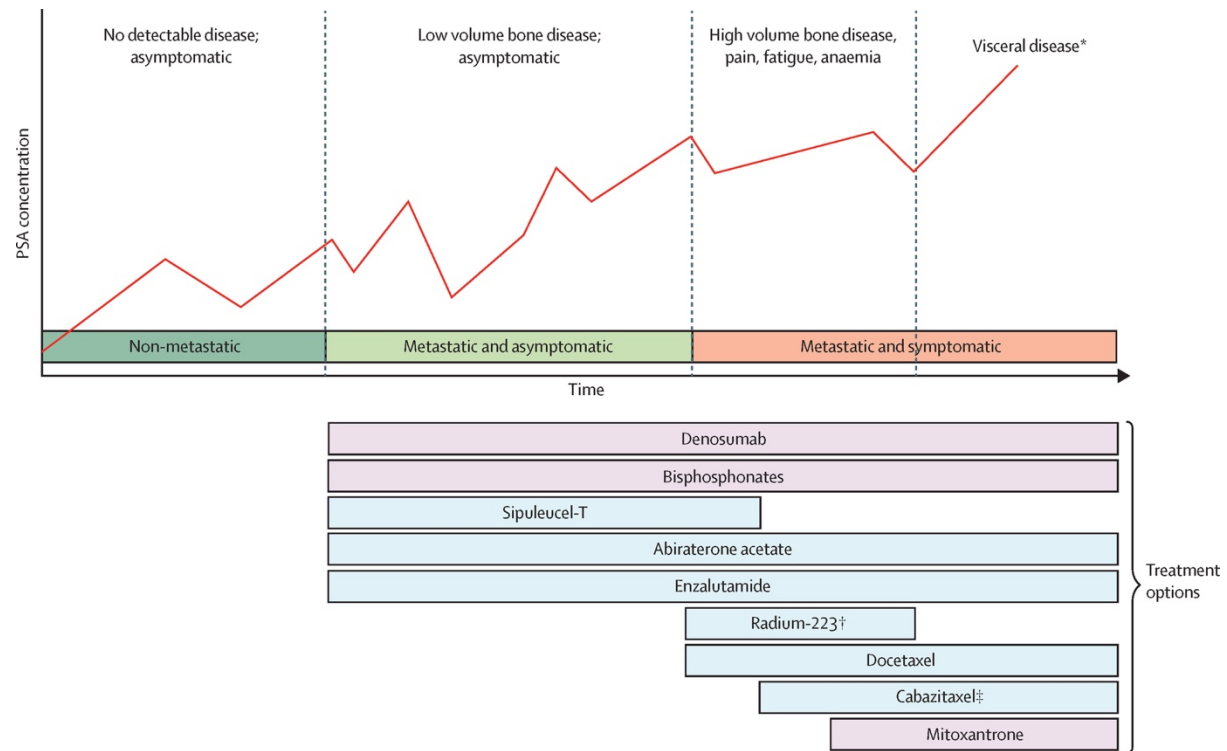 No detectable disease;
asymptomatic
Low volume bone disease;
asymptomatic
High volume bone disease,
pain, fatigue, anaemia
Visceral disease*
PSA concentration
Non-metastatic
Metastatic and asymptomatic
Metastatic and symptomatic
Time
Denosumab
Bisphosphonates
Sipuleucel-T
Abiraterone acetate
Enzalutamide
Radium-223†
Docetaxel
Cabazitaxel‡
Mitoxantrone
Treatment
options